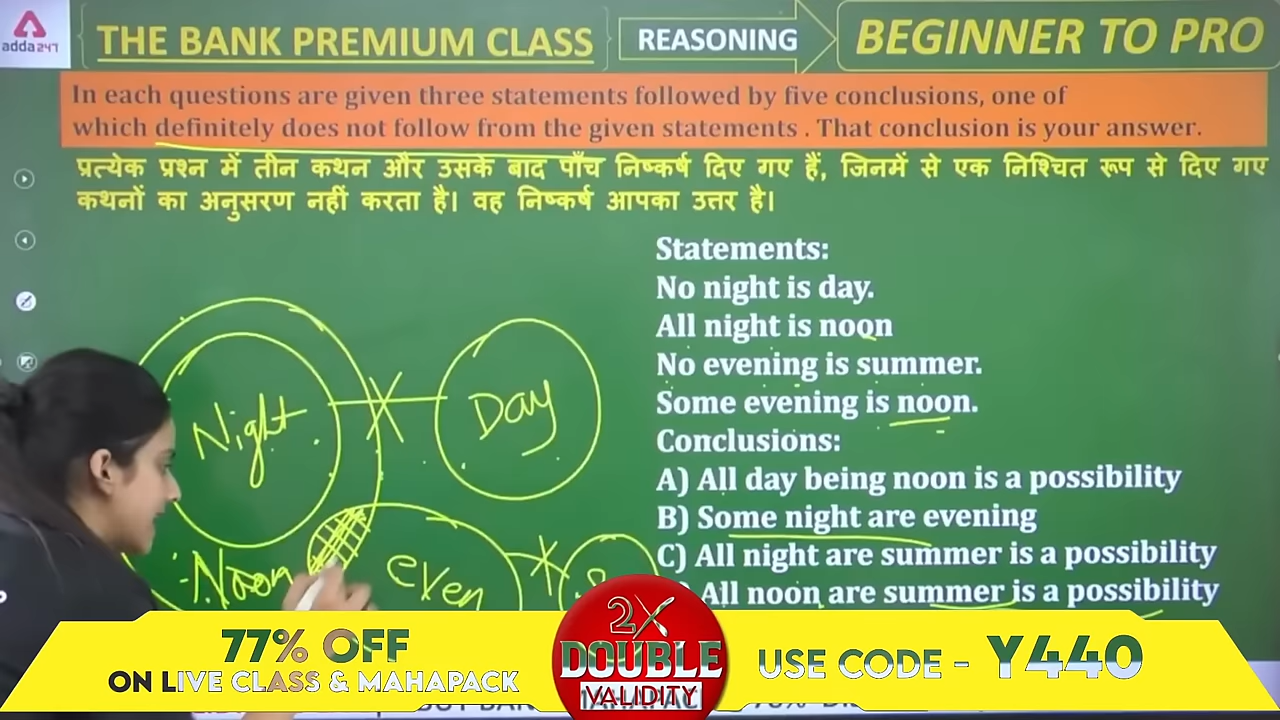 adda247
THE BANK PREMIUM CLASS
REASONING
BEGINNER TO PRO
In each questions are given three statements followed by five conclusions, one of
which definitely does not follow from the given statements . That conclusion is your answer.
प्रत्येक प्रश्न में तीन कथन और उसके बाद पाँच निष्कर्ष दिए गए हैं, जिनमें से एक निश्चित रूप से दिए गए
कथनों का अनुसरण नहीं करता है। वह निष्कर्ष आपका उत्तर है।
Statements:
No night is day.
All night is noon
No evening is summer.
Some evening is noon.
Conclusions:
A) All day being noon is a possibility
B) Some night are evening
C) All night are summer is a possibility
All noon are summer is a possibility
Night
Day
Noon
even
S
77% OFF
ON LIVE CLASS & MAHAPACK
2X
DOUBLE
VALIDITY
USE CODE - Y440